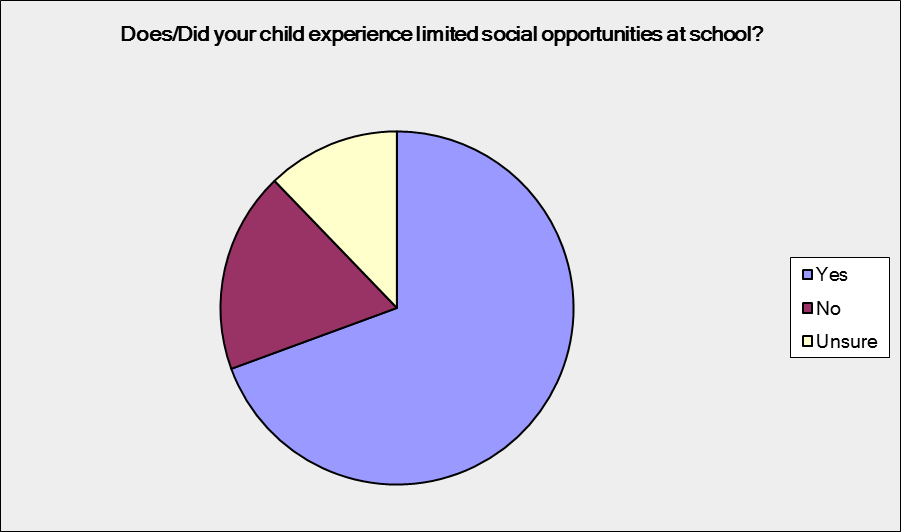 Does/Did your child experience limited social opportunities at school?
Yes
No
Unsure